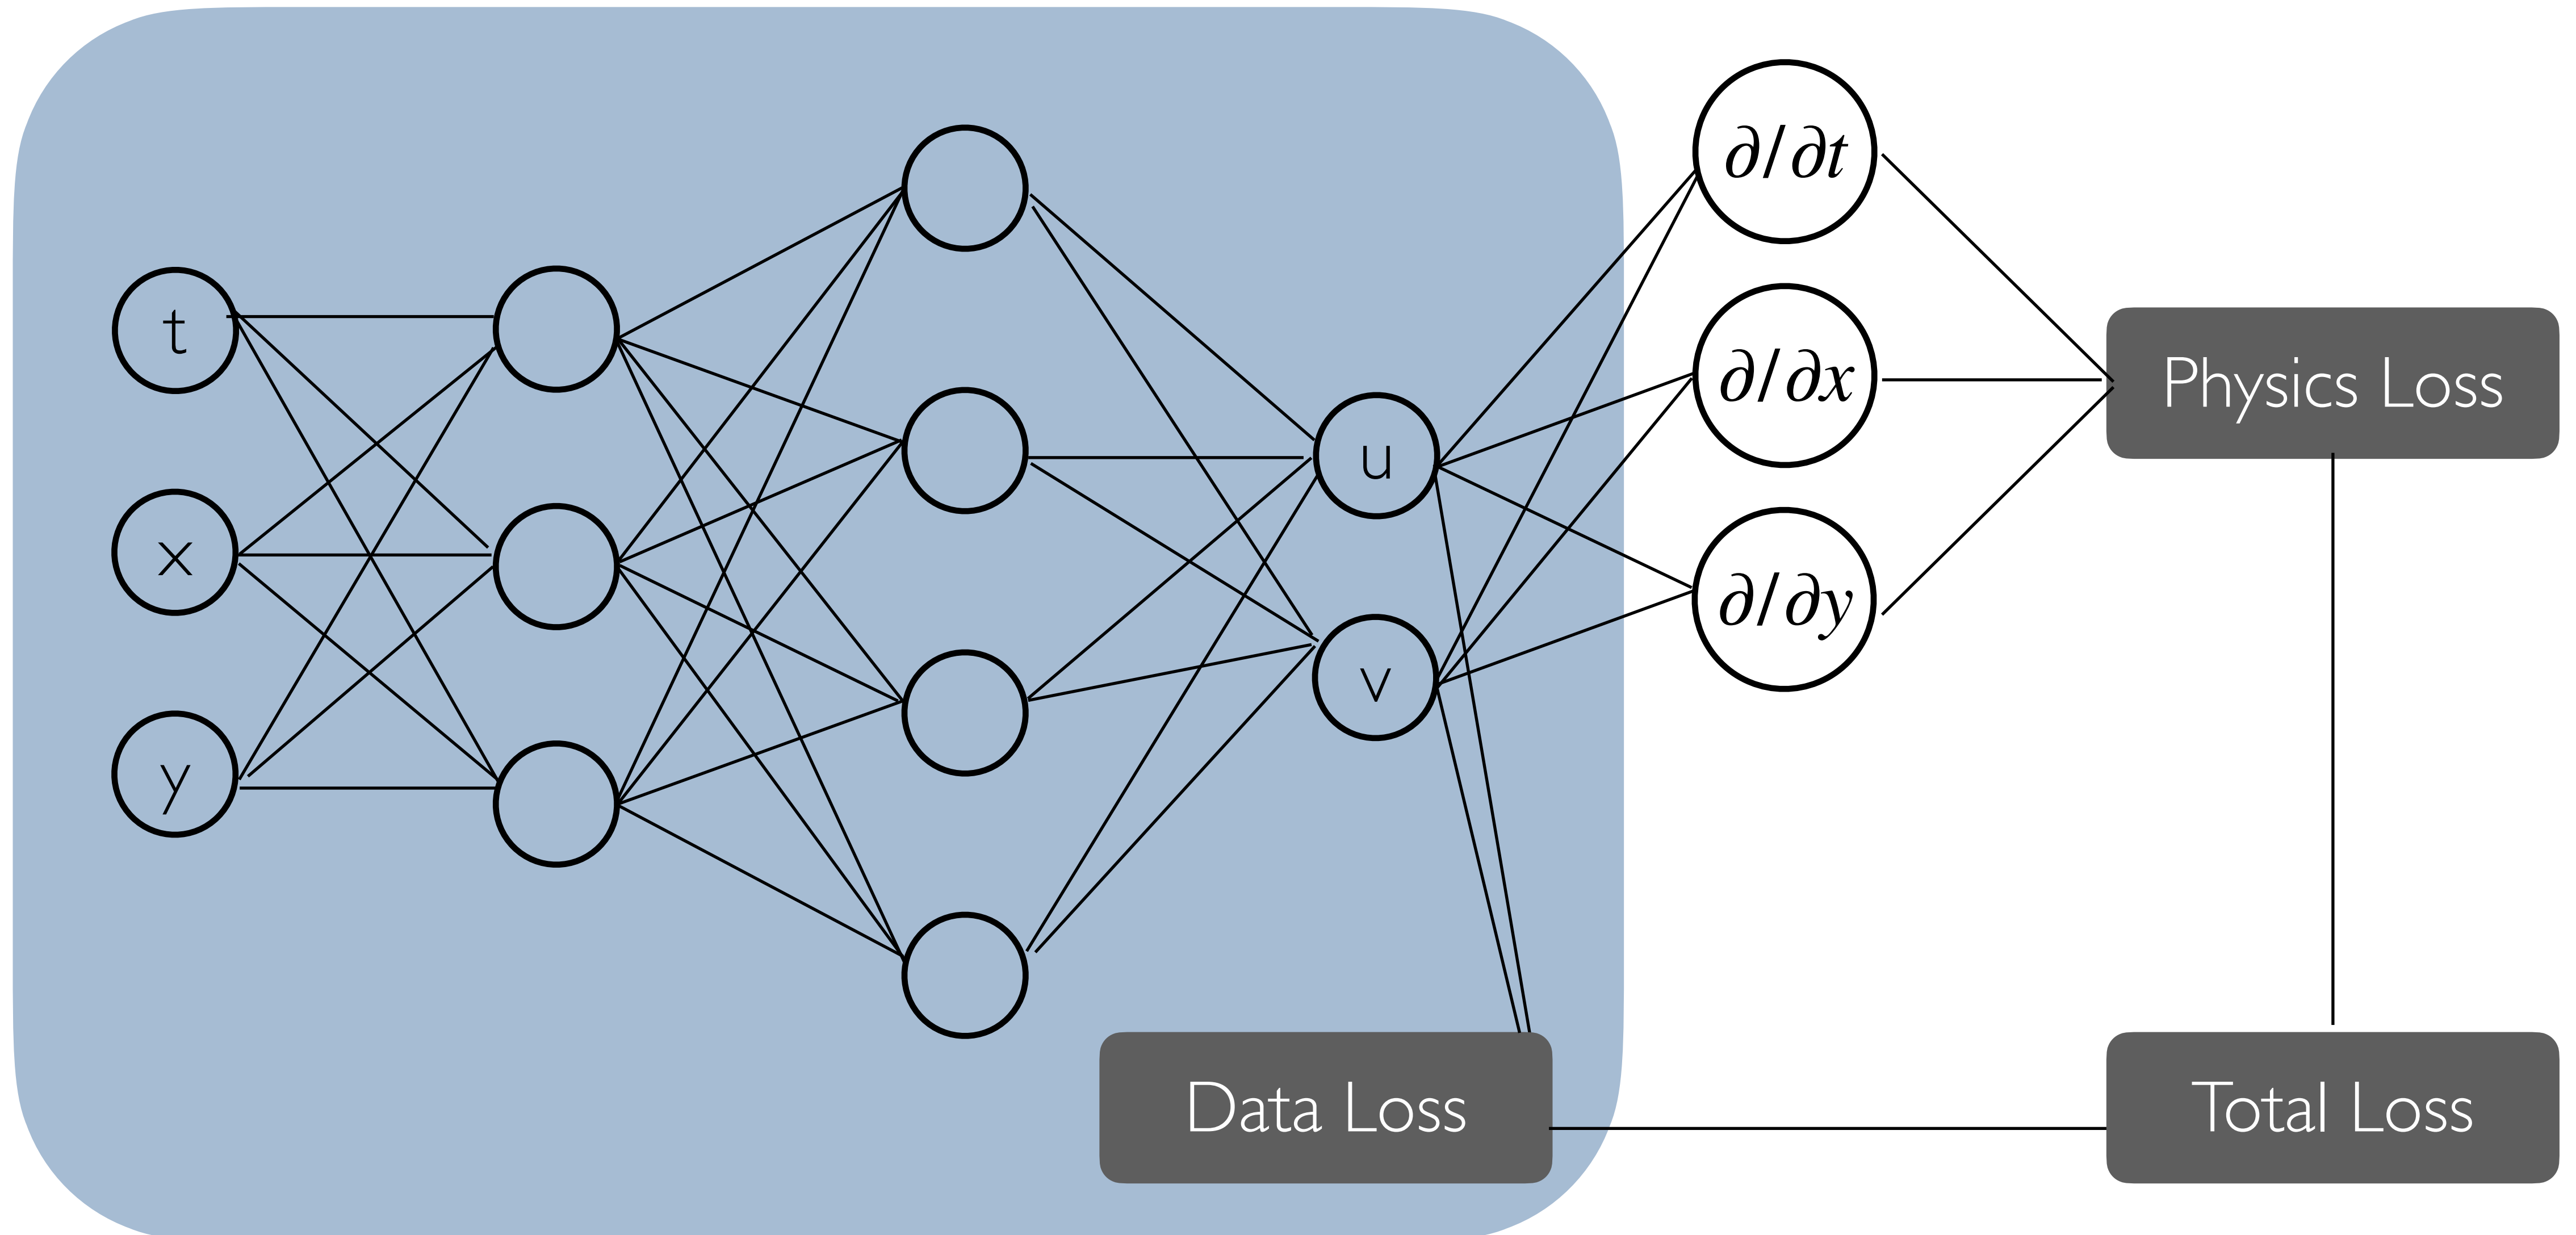 t
x
y
u
v
∂/∂t
∂/∂x
∂/∂y
Physics Loss
Data Loss
Total Loss